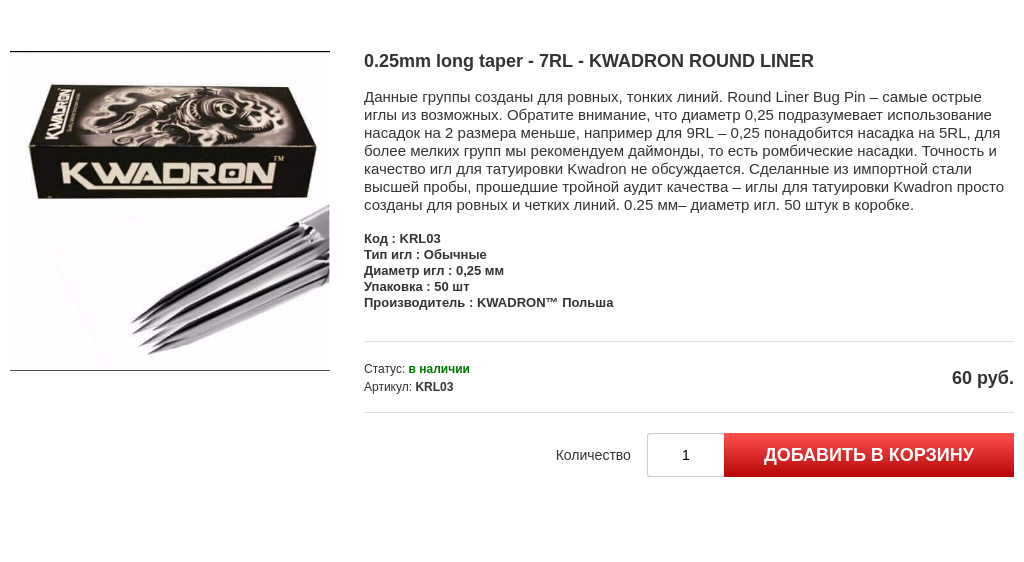 KWADRON
KWADRON™
0.25mm long taper - 7RL - KWADRON ROUND LINER
Данные группы созданы для ровных, тонких линий. Round Liner Bug Pin – самые острые
иглы из возможных. Обратите внимание, что диаметр 0,25 подразумевает использование
насадок на 2 размера меньше, например для 9RL – 0,25 понадобится насадка на 5RL, для
более мелких групп мы рекомендуем даймонды, то есть ромбические насадки. Точность и
качество игл для татуировки Kwadron не обсуждается. Сделанные из импортной стали
высшей пробы, прошедшие тройной аудит качества – иглы для татуировки Kwadron просто
созданы для ровных и четких линий. 0.25 мм– диаметр игл. 50 штук в коробке.
Код : KRL03
Тип игл : Обычные
Диаметр игл : 0,25 мм
Упаковка : 50 шт
Производитель : KWADRON™ Польша
Статус: в наличии
Артикул: KRL03
60 руб.
Количество
1
ДОБАВИТЬ В КОРЗИНУ